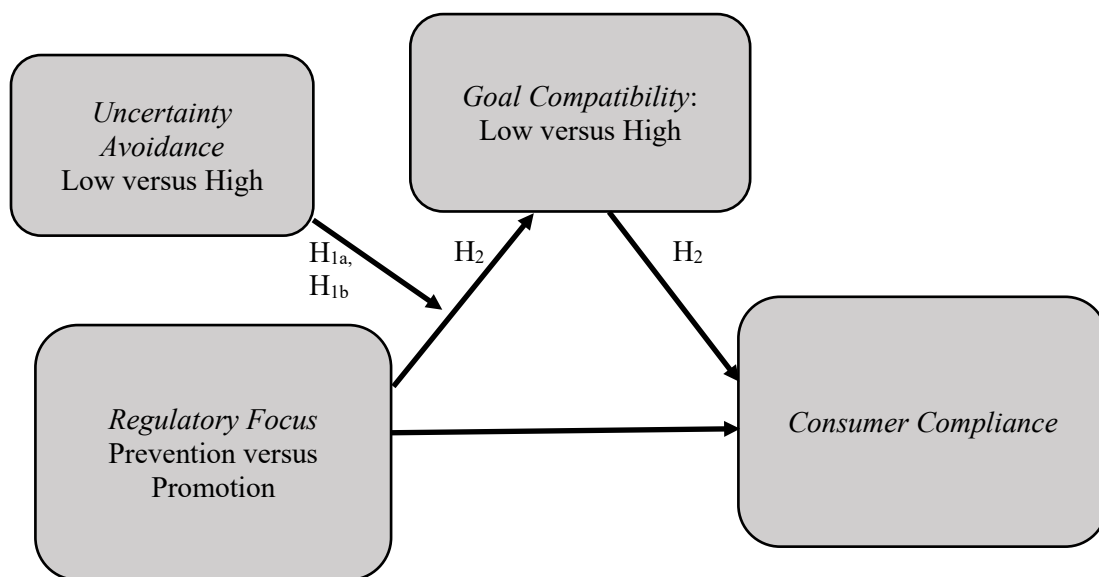 Uncertainty
Avoidance
Low versus High
Goal Compatibility:
Low versus High
H1a,
H1b
H2
H2
Regulatory Focus
Prevention versus
Promotion
Consumer Compliance